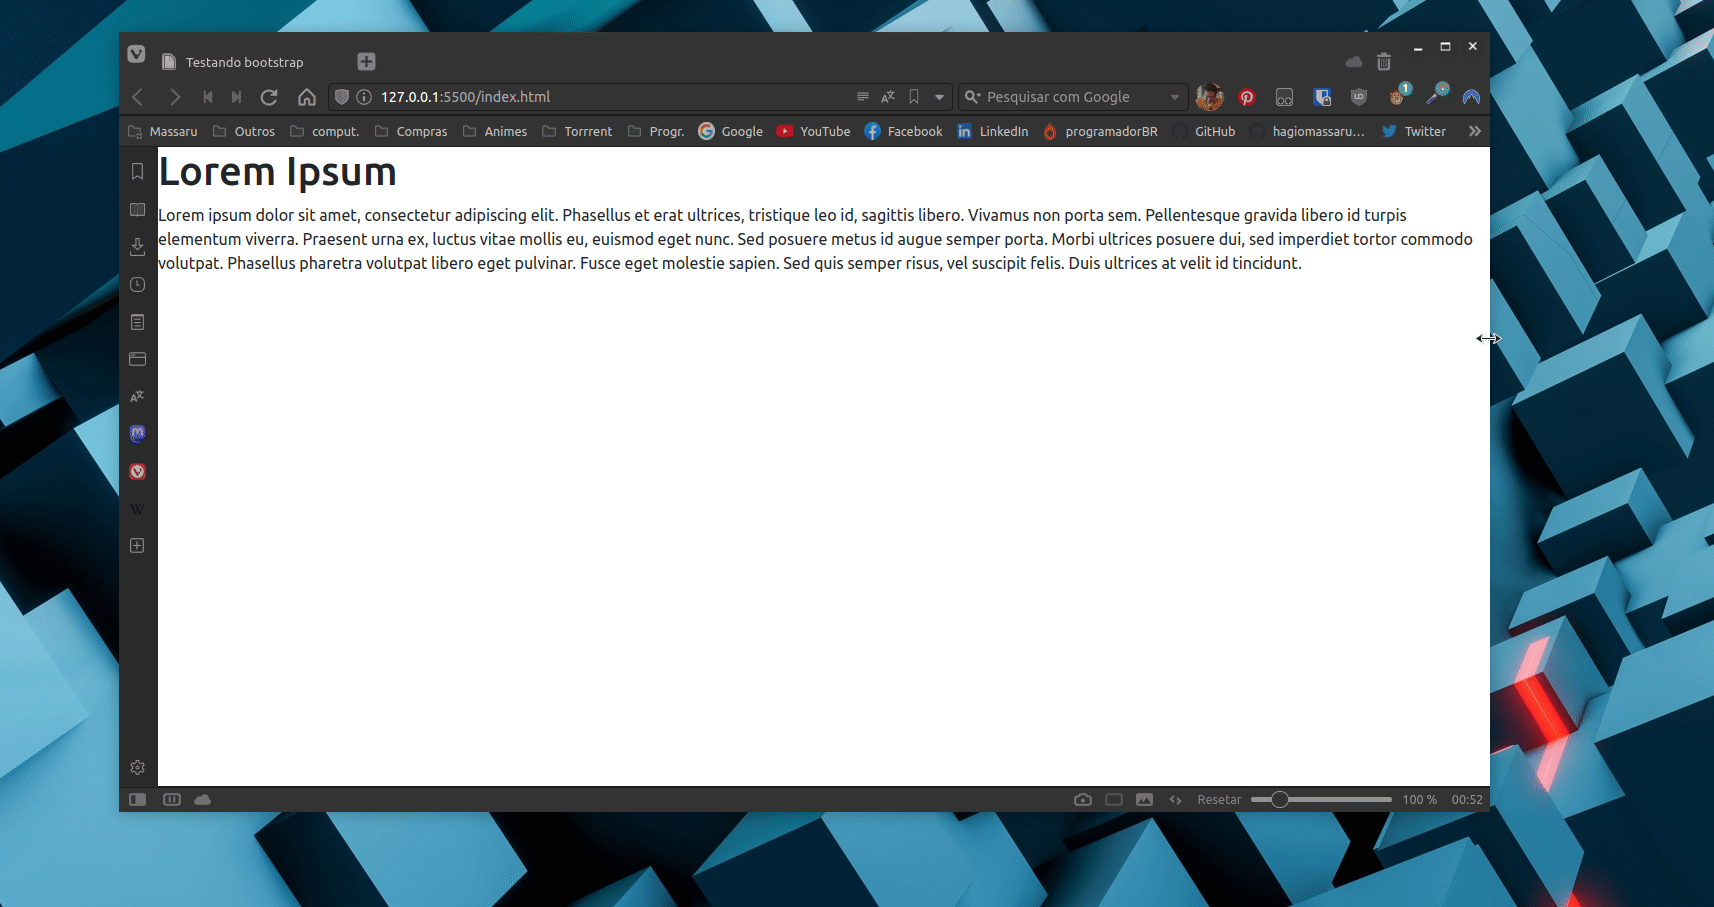 Testando bootstrap
127.0.0.1:5500/index.html
Pesquisar com Google
1
Massaru Outros comput. Compras Animes Torrrent Progr. Google YouTube Facebook LinkedIn programadorBR GitHub hagiomassaru... Twitter
Lorem Ipsum
Lorem ipsum dolor sit amet, consectetur adipiscing elit. Phasellus et erat ultrices, tristique leo id, sagittis libero. Vivamus non porta sem. Pellentesque gravida libero id turpis
elementum viverra. Praesent urna ex, luctus vitae mollis eu, euismod eget nunc. Sed posuere metus id augue semper porta. Morbi ultrices posuere dui, sed imperdiet tortor commodo
volutpat. Phasellus pharetra volutpat libero eget pulvinar. Fusce eget molestie sapien. Sed quis semper risus, vel suscipit felis. Duis ultrices at velit id tincidunt.
Resetar 100 % 00:52